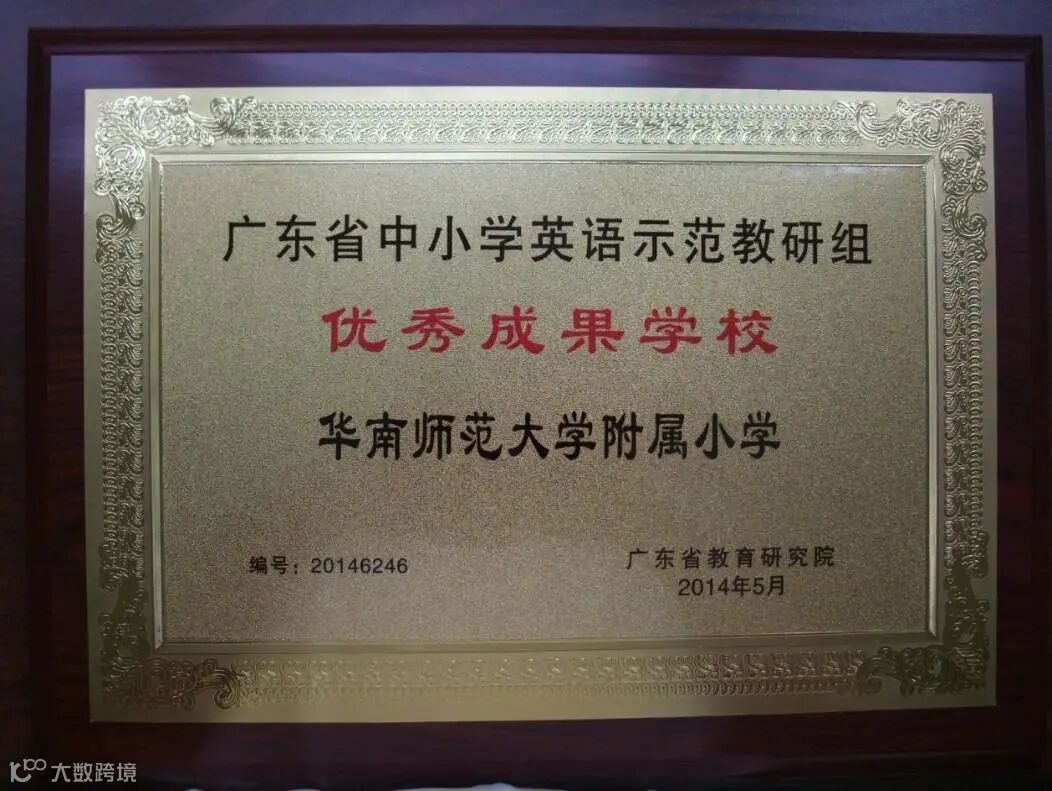 广东省中小学英语示范教研组
优秀成果学校
华南师范大学附属小学
编号：20146246
广东省教育研究院
2014年5月
大数跨境